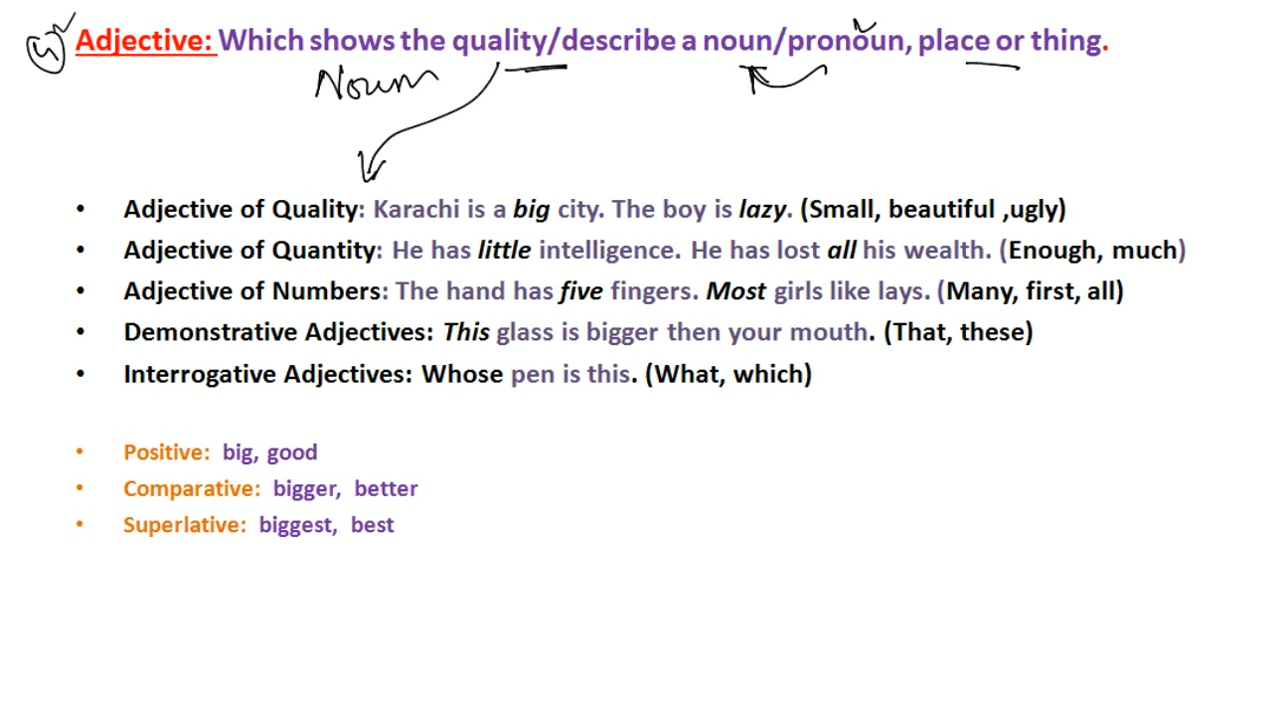 4 Adjective: Which shows the quality/describe a noun/pronoun, place or thing.
Noun
• Adjective of Quality: Karachi is a big city. The boy is lazy. (Small, beautiful ,ugly)
• Adjective of Quantity: He has little intelligence. He has lost all his wealth. (Enough, much)
• Adjective of Numbers: The hand has five fingers. Most girls like lays. (Many, first, all)
• Demonstrative Adjectives: This glass is bigger then your mouth. (That, these)
• Interrogative Adjectives: Whose pen is this. (What, which)
• Positive: big, good
• Comparative: bigger, better
• Superlative: biggest, best